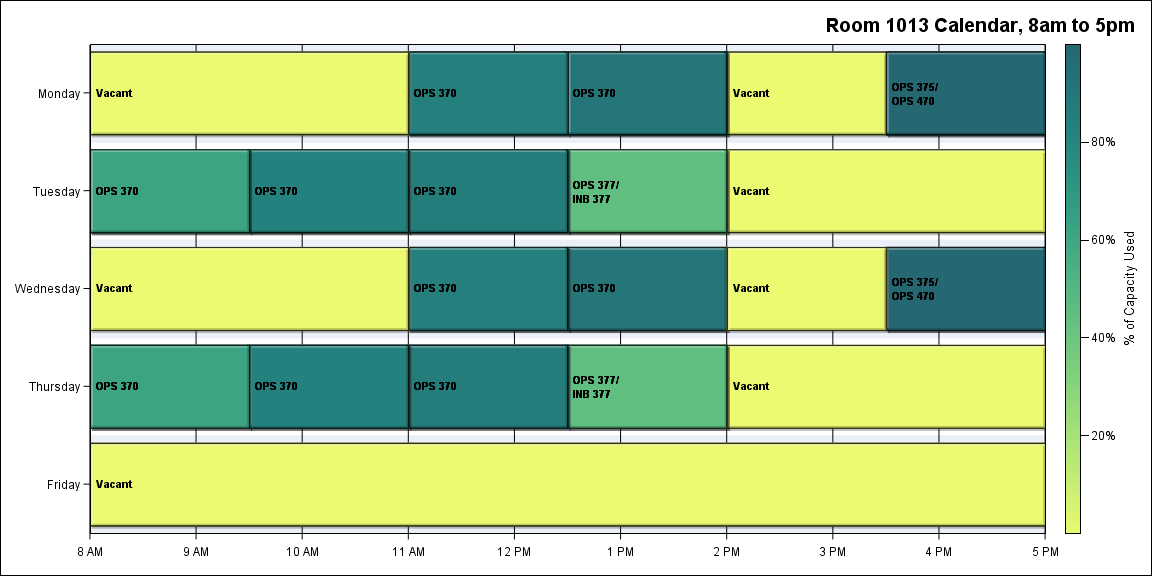 Room 1013 Calendar, 8am to 5pm
Monday
Vacant
OPS 370
OPS 370
Vacant
OPS 375/
OPS 470
Tuesday
OPS 370
OPS 370
OPS 370
OPS 377/
INB 377
Vacant
Wednesday
Vacant
OPS 370
OPS 370
Vacant
OPS 375/
OPS 470
Thursday
OPS 370
OPS 370
OPS 370
OPS 377/
INB 377
Vacant
Friday
Vacant
8 AM
9 AM
10 AM
11 AM
12 PM
1 PM
2 PM
3 PM
4 PM
5 PM
80%
60%
40%
20%
% of Capacity Used